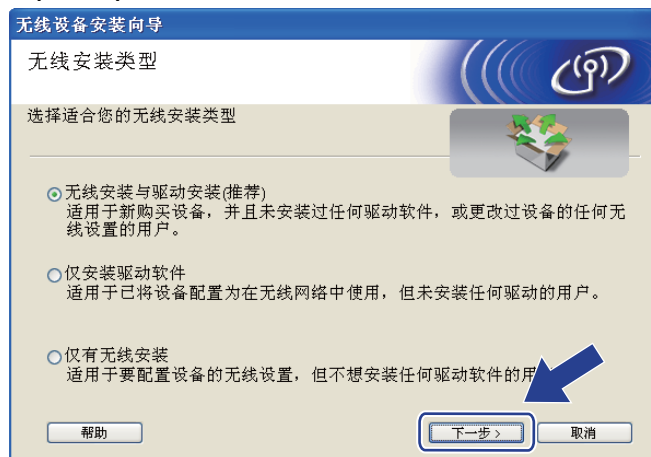 无线设备安装向导
无线安装类型
选择适合您的无线安装类型
无线安装与驱动安装(推荐)
适用于新购买设备，并且未安装过任何驱动软件，或更改过设备的任何无
线设置的用户。
仅安装驱动软件
适用于已将设备配置为在无线网络中使用，但未安装任何驱动的用户。
仅有无线安装
适用于要配置设备的无线设置，但不想安装任何驱动软件的用
帮助
下一步 >
取消